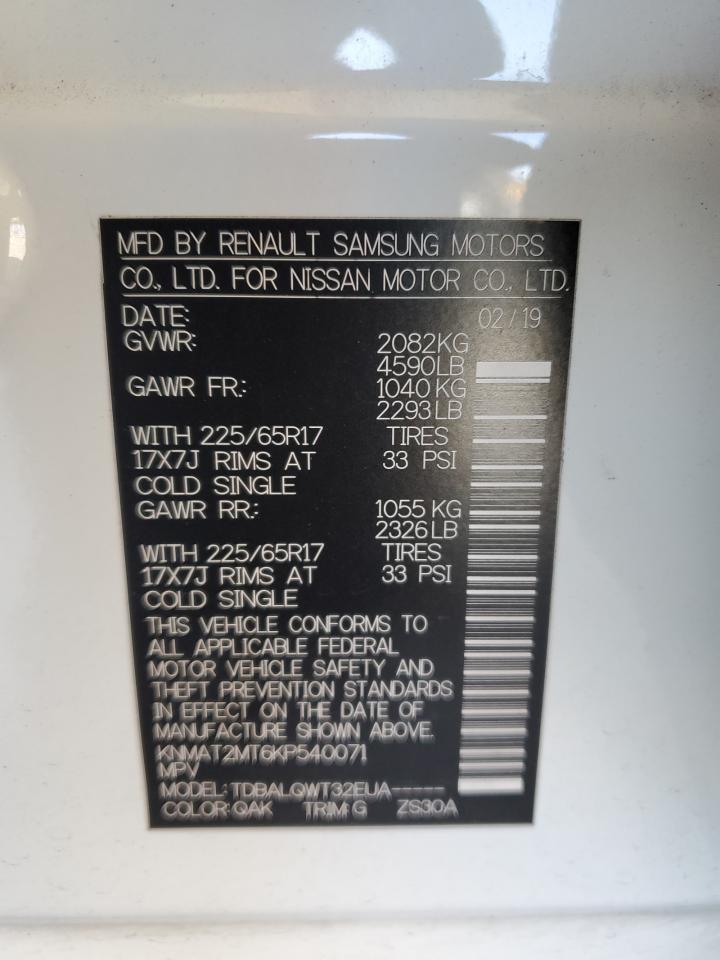 MFD BY RENAULT SAMSUNG MOTORS
CO., LTD. FOR NISSAN MOTOR CO., LTD.
DATE: 02/19
GVWR: 2082KG
4590LB
GAWR FR.: 1040 KG
2293 LB
WITH 225/65R17 TIRES
17X7J RIMS AT 33 PSI
COLD SINGLE
GAWR RR.: 1055 KG
2326 LB
WITH 225/65R17 TIRES
17X7J RIMS AT 33 PSI
COLD SINGLE
THIS VEHICLE CONFORMS TO
ALL APPLICABLE FEDERAL
MOTOR VEHICLE SAFETY AND
THEFT PREVENTION STANDARDS
IN EFFECT ON THE DATE OF
MANUFACTURE SHOWN ABOVE.
KNMAT2MT6KP540071
MPV
MODEL: TDBALQWT32EUA-----
COLOR: QAK TRIM: G ZS30A